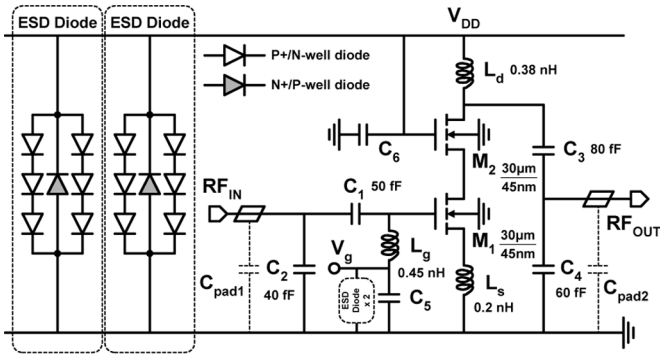 ESD Diode
ESD Diode
P+/N-well diode
N+/P-well diode
VDD
Ld 0.38 nH
C6
M2 30μm
45nm
C3 80 fF
RFIN
C1 50 fF
M1 30μm
45nm
RFOUT
Vg
Lg
0.45 nH
Cpad1
C2
40 fF
ESD
Diode
x 2
C5
Ls
0.2 nH
C4
60 fF
Cpad2